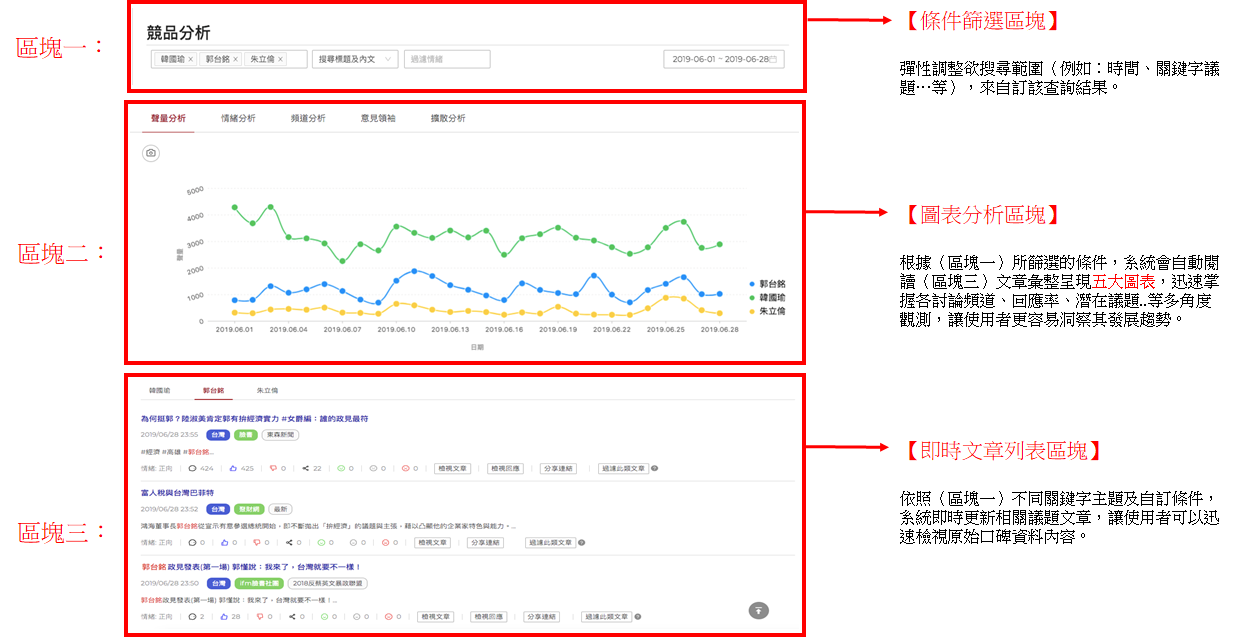 區塊一：
競品分析
韓國瑜 × 郭台銘 × 朱立倫 × 搜尋標題及內文 過濾情緒 2019-06-01 ~ 2019-06-28
【條件篩選區塊】
彈性調整欲搜尋範圍（例如：時間、關鍵字議
題…等），來自訂該查詢結果。
區塊二：
聲量分析 情緒分析 頻道分析 意見領袖 擴散分析
5000
4000
3000
2000
1000
0
聲量
2019.06.01 2019.06.04 2019.06.07 2019.06.10 2019.06.13 2019.06.16 2019.06.19 2019.06.22 2019.06.25 2019.06.28
日期
郭台銘
韓國瑜
朱立倫
【圖表分析區塊】
根據（區塊一）所篩選的條件，系統會自動閱
讀（區塊三）文章彙整呈現五大圖表，迅速掌
握各討論頻道、回應率、潛在議題..等多角度
觀測，讓使用者更容易洞察其發展趨勢。
區塊三：
韓國瑜 郭台銘 朱立倫
為何挺郭？陸淑美肯定郭有拚經濟實力 #女爵編：誰的政見最符
2019/06/28 23:55 台灣 臉書 東森新聞
#經濟 #高雄 #郭台銘...
情緒: 正向 424 425 0 22 0 0 0 檢視文章 檢視回應 分享連結 過濾此類文章
富人稅與台灣巴菲特
2019/06/28 23:52 台灣 聚財網 最新
鴻海董事長郭台銘從宣示有意參選總統開始，即不斷拋出「拚經濟」的議題與主張，藉以凸顯他的企業家特色與能力。...
情緒: 正向 0 0 0 0 0 0 0 檢視文章 分享連結 過濾此類文章
郭台銘 政見發表(第一場) 郭懂說：我來了，台灣就要不一樣！
2019/06/28 23:50 台灣 ifm臉書社團 2018反蔡英文暴政聯盟
郭台銘政見發表(第一場) 郭懂說：我來了，台灣就要不一樣！...
情緒: 正向 2 28 0 0 0 0 0 檢視文章 檢視回應 分享連結 過濾此類文章
【即時文章列表區塊】
依照（區塊一）不同關鍵字主題及自訂條件，
系統即時更新相關議題文章，讓使用者可以迅
速檢視原始口碑資料內容。